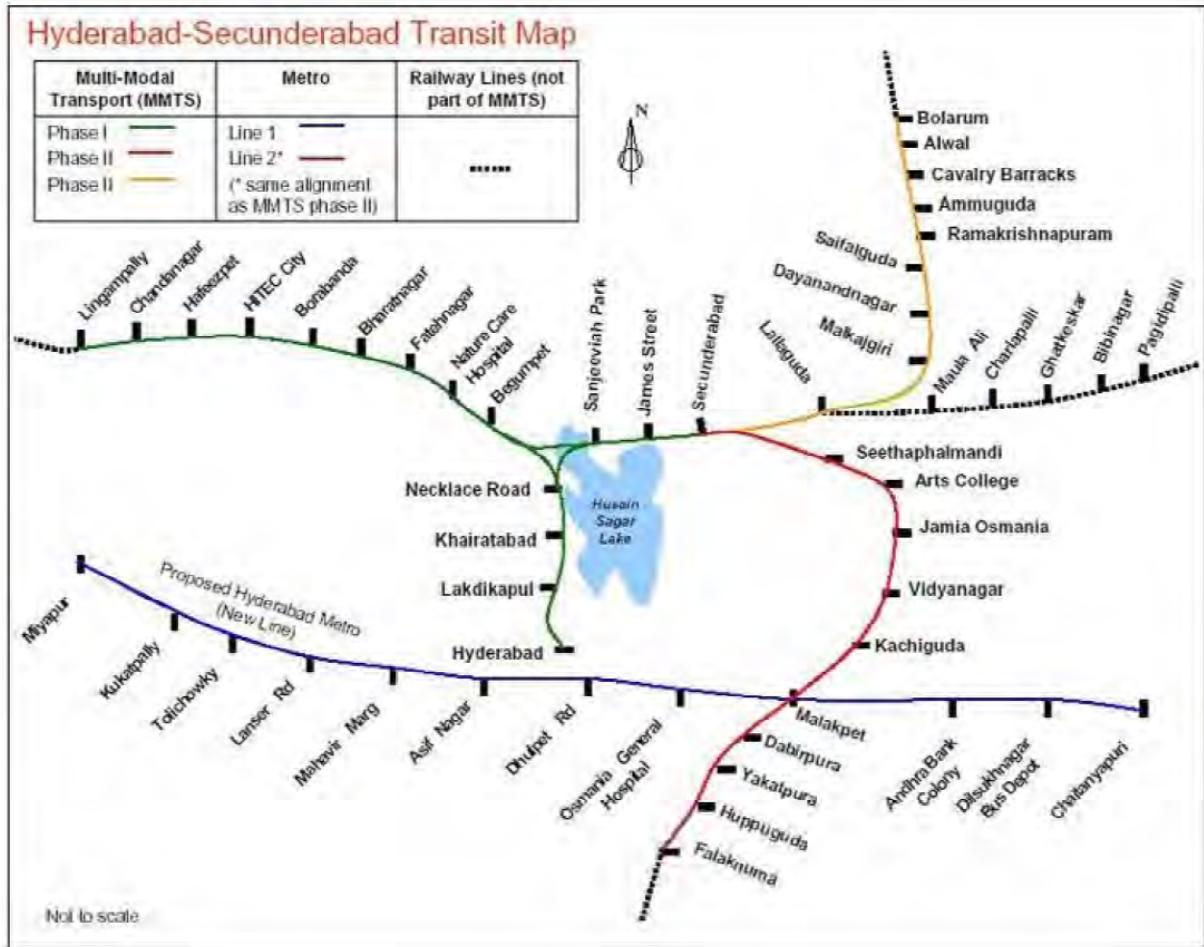 Hyderabad-Secunderabad Transit Map
Multi-Modal
Transport (MMTS)
Metro
Railway Lines (not
part of MMTS)
Phase I
Phase II
Phase II
Line 1
Line 2*
(* same alignment
as MMTS phase II)
N
Bolarum
Alwal
Cavalry Barracks
Ammuguda
Ramakrishnapuram
Saifalguda
Dayanandnagar
Malkajgiri
Lallaguda
Maula Ali
Charlapalli
Ghatkeskar
Bibinagar
Pagidipalli
Lingampally
Chandanagar
Hafeezpet
HITEC City
Borabanda
Bharatnagar
Fatehnagar
Nature Care
Hospital
Begumpet
Sanjeeviah Park
James Street
Secunderabad
Seethaphalmandi
Arts College
Jamia Osmania
Vidyanagar
Kachiguda
Necklace Road
Khairatabad
Lakdikapul
Hyderabad
Husain
Sagar
Lake
Proposed Hyderabad Metro
(New Line)
Miyapur
Kukatpally
Tolichowky
Lanser Rd
Mahavir Marg
Asif Nagar
Dhulpet Rd
Osmania General
Hospital
Malakpet
Andhra Bank
Colony
Dilsukhnagar
Bus Depot
Chaitanyapuri
Dabirpura
Yakatpura
Huppuguda
Falaknuma
Not to scale